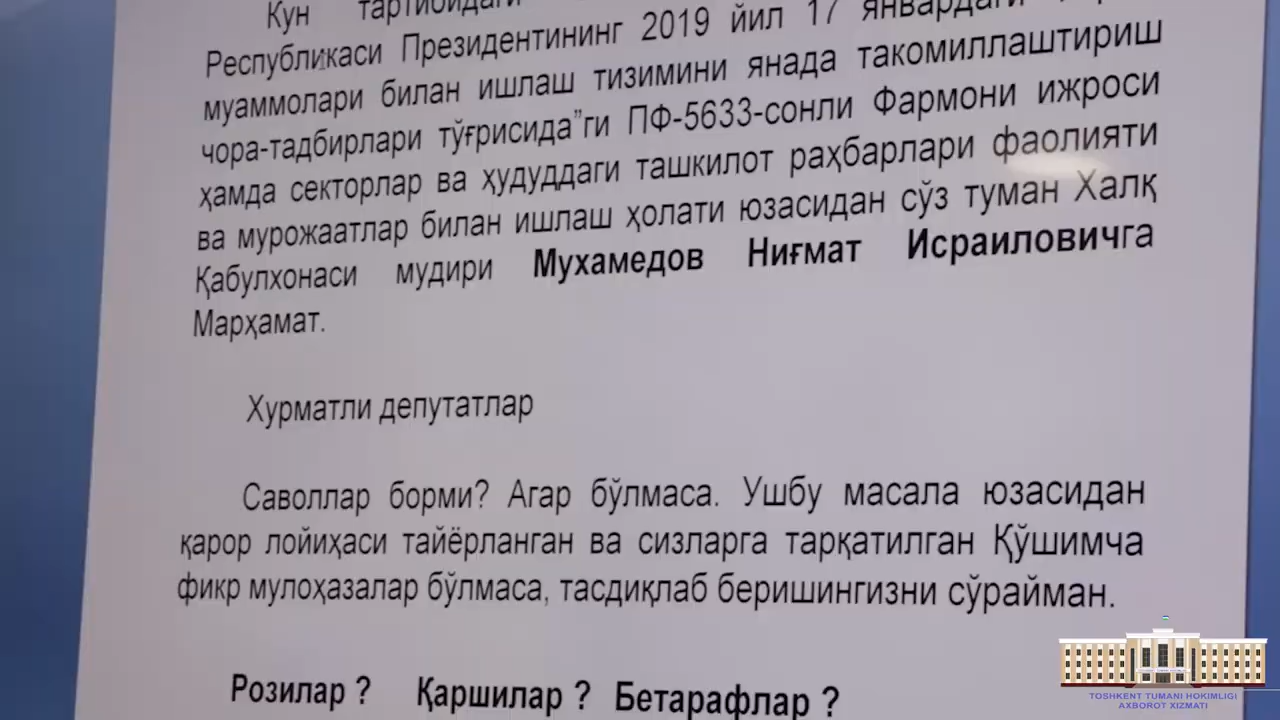 Кун тартибидаги
Республикаси Президентининг 2019 йил 17 январдаги
муаммолари билан ишлаш тизимини янада такомиллаштириш
чора-тадбирлари тўғрисида”ги ПФ-5633-сонли Фармони ижроси
ҳамда секторлар ва ҳудуддаги ташкилот раҳбарлари фаолияти
ва мурожаатлар билан ишлаш ҳолати юзасидан сўз туман Халқ
Қабулхонаси мудири Мухамедов Ниғмат Исраиловичга
Марҳамат.
Хурматли депутатлар
Саволлар борми? Агар бўлмаса. Ушбу масала юзасидан
қарор лойиҳаси тайёрланган ва сизларга тарқатилган Қўшимча
фикр мулоҳазалар бўлмаса, тасдиқлаб беришингизни сўрайман.
Розилар ? Қаршилар ? Бетарафлар ?
TOSHKENT TUMANI HOKIMLIGI
AXBOROT XIZMATI